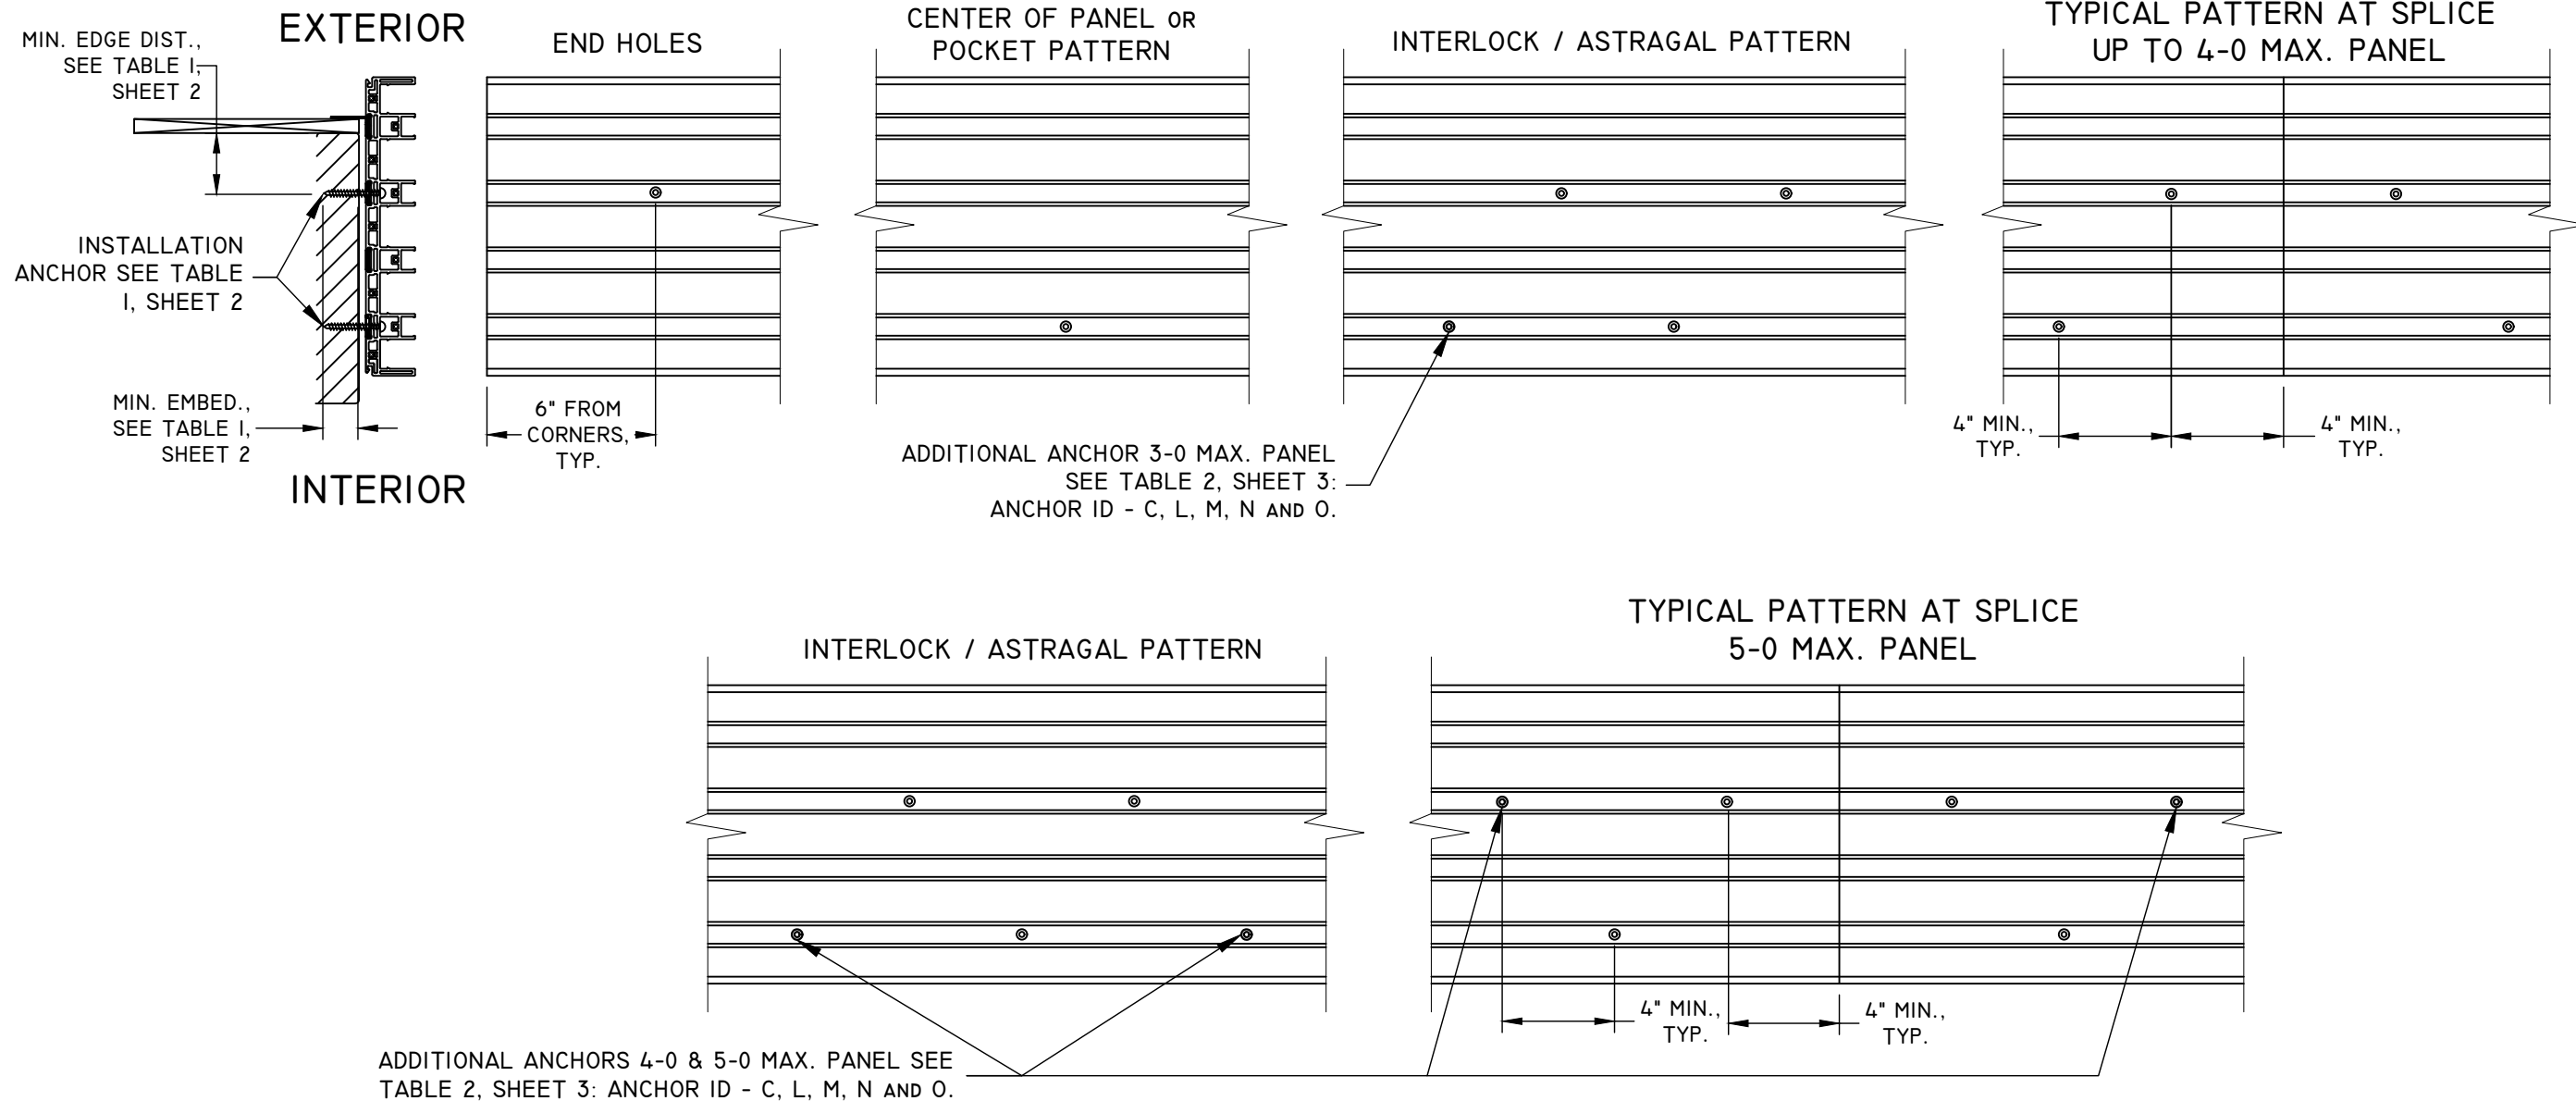 EXTERIOR
MIN. EDGE DIST.,
SEE TABLE 1,
SHEET 2
INSTALLATION
ANCHOR SEE TABLE
1, SHEET 2
MIN. EMBED.,
SEE TABLE 1,
SHEET 2
INTERIOR
END HOLES
6" FROM
CORNERS,
TYP.
CENTER OF PANEL OR
POCKET PATTERN
INTERLOCK / ASTRAGAL PATTERN
ADDITIONAL ANCHOR 3-0 MAX. PANEL
SEE TABLE 2, SHEET 3:
ANCHOR ID - C, L, M, N AND O.
TYPICAL PATTERN AT SPLICE
UP TO 4-0 MAX. PANEL
4" MIN.,
TYP.
4" MIN.,
TYP.
INTERLOCK / ASTRAGAL PATTERN
TYPICAL PATTERN AT SPLICE
5-0 MAX. PANEL
4" MIN.,
TYP.
4" MIN.,
TYP.
ADDITIONAL ANCHORS 4-0 & 5-0 MAX. PANEL SEE
TABLE 2, SHEET 3: ANCHOR ID - C, L, M, N AND O.